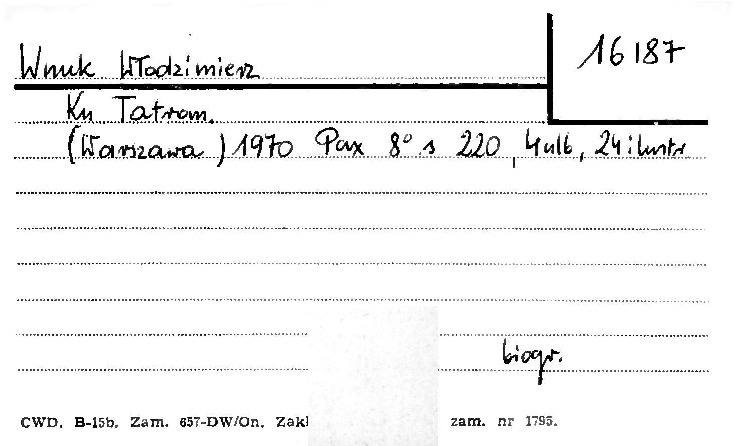 16187
Wnuk Włodzimierz
Ku Tatrom.
(Warszawa) 1970 Pax 8° s 220, 4 ulb, 24 ilustr
biogr.
CWD. B-15b. Zam. 657-DW/On. Zakl zam. nr 1795.